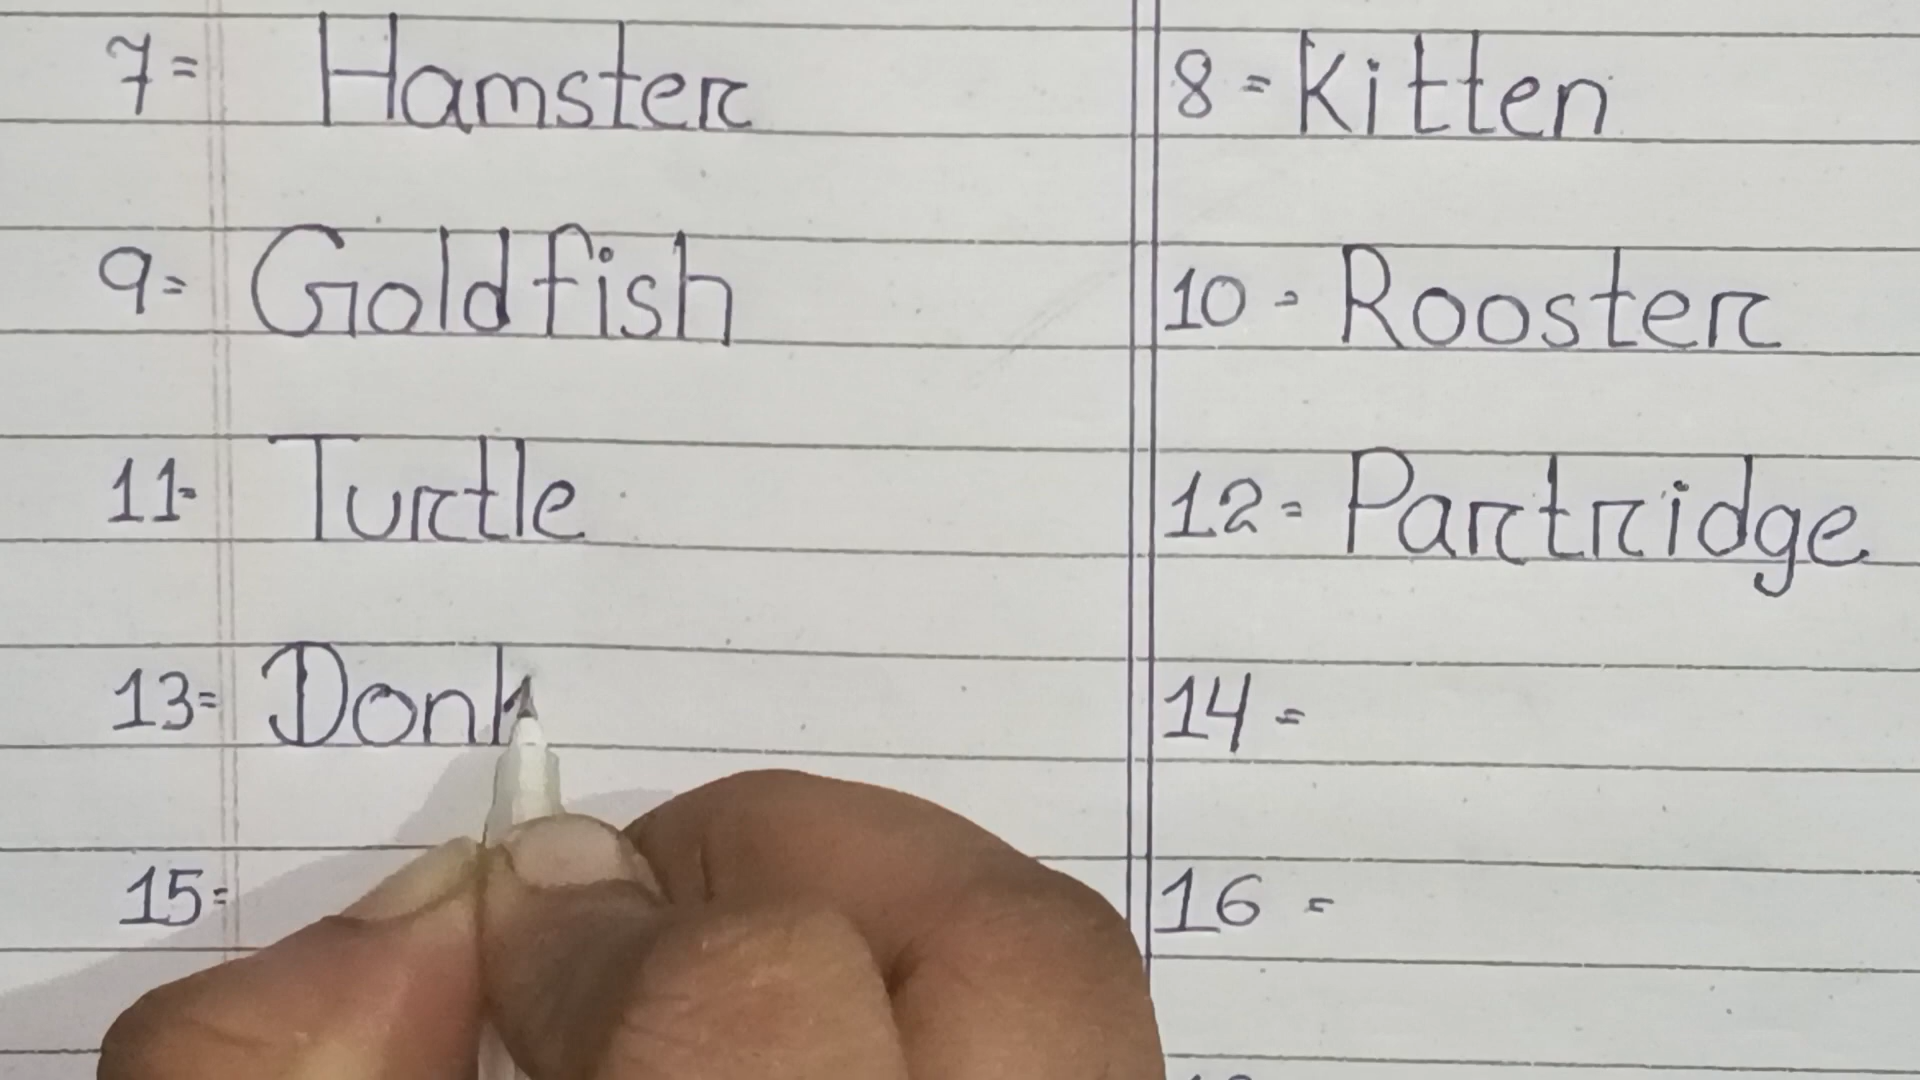 7= Hamster 8= Kitten
9= Goldfish 10= Rooster
11= Turtle 12= Partridge
13= Donk 14=
15= 16=